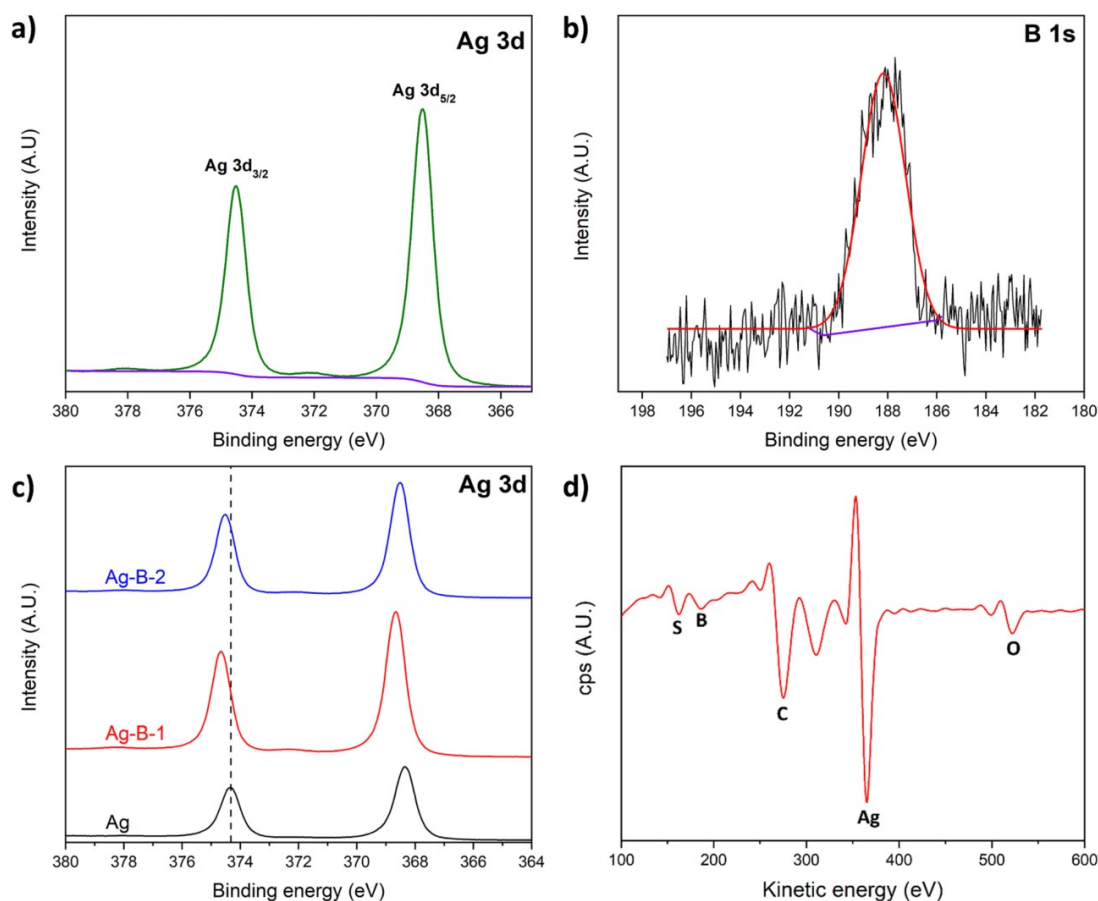 a)
Ag 3d
Ag 3d5/2
Ag 3d3/2
Intensity (A.U)
380 378 376 374 372 370 368 366
Binding energy (eV)
b)
B 1s
Intensity (A.U.)
198 196 194 192 190 188 186 184 182 180
Binding energy (eV)
c)
Ag 3d
Ag-B-2
Ag-B-1
Ag
Intensity (A.U.)
380 378 376 374 372 370 368 366 364
Binding energy (eV)
d)
S
B
C
Ag
O
cps (A.U.)
100 200 300 400 500 600
Kinetic energy (eV)